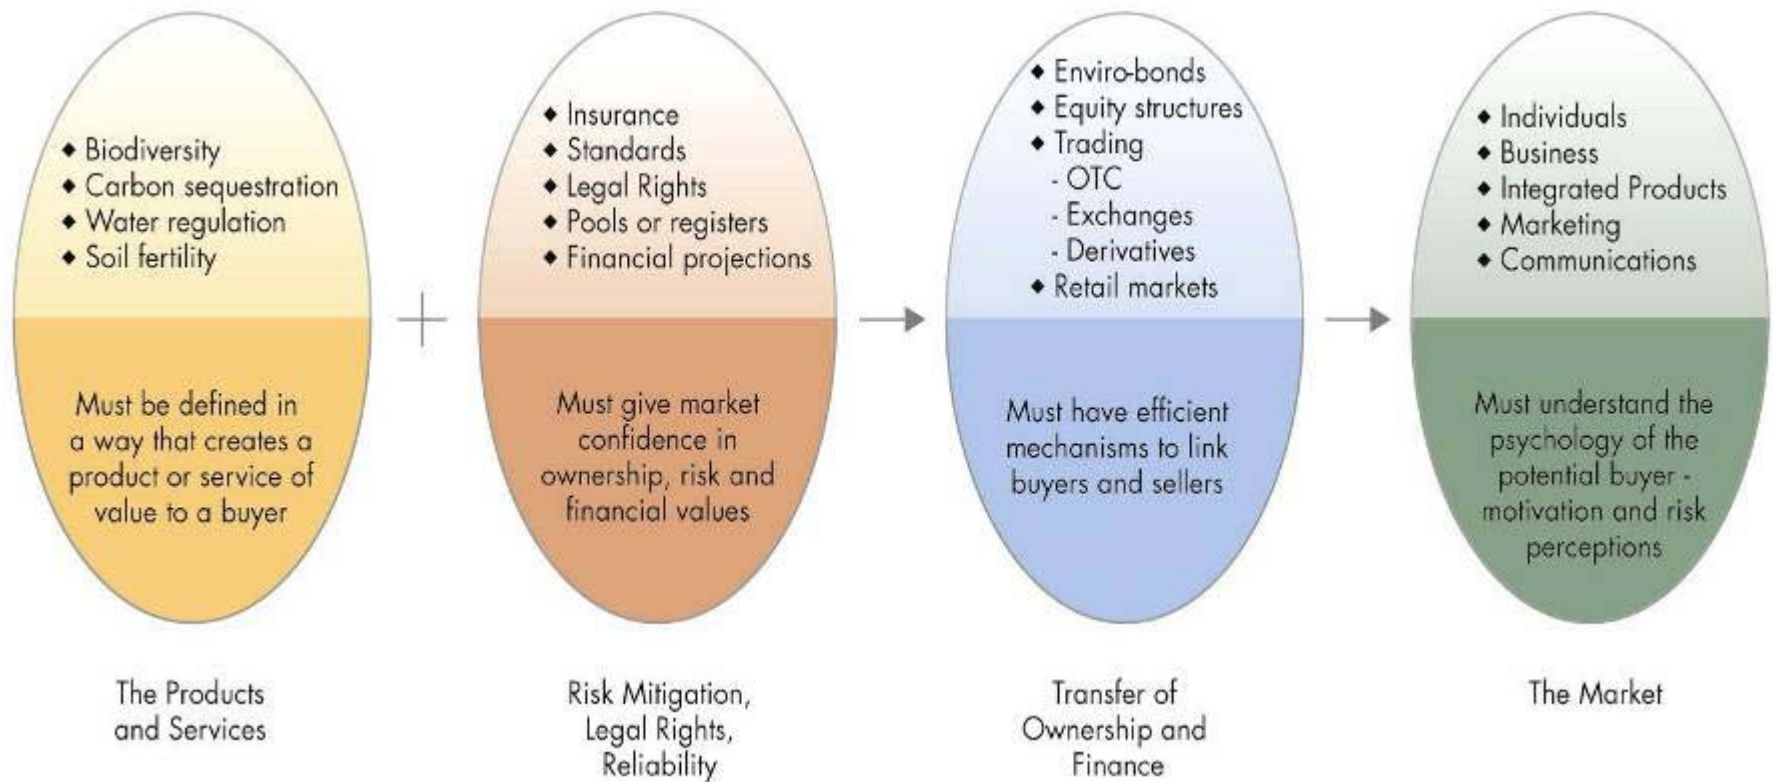 ◆ Biodiversity
◆ Carbon sequestration
◆ Water regulation
◆ Soil fertility
Must be defined in
a way that creates a
product or service of
value to a buyer
The Products
and Services
+
◆ Insurance
◆ Standards
◆ Legal Rights
◆ Pools or registers
◆ Financial projections
Must give market
confidence in
ownership, risk and
financial values
Risk Mitigation,
Legal Rights,
Reliability
◆ Enviro-bonds
◆ Equity structures
◆ Trading
- OTC
- Exchanges
- Derivatives
◆ Retail markets
Must have efficient
mechanisms to link
buyers and sellers
Transfer of
Ownership and
Finance
◆ Individuals
◆ Business
◆ Integrated Products
◆ Marketing
◆ Communications
Must understand the
psychology of the
potential buyer -
motivation and risk
perceptions
The Market